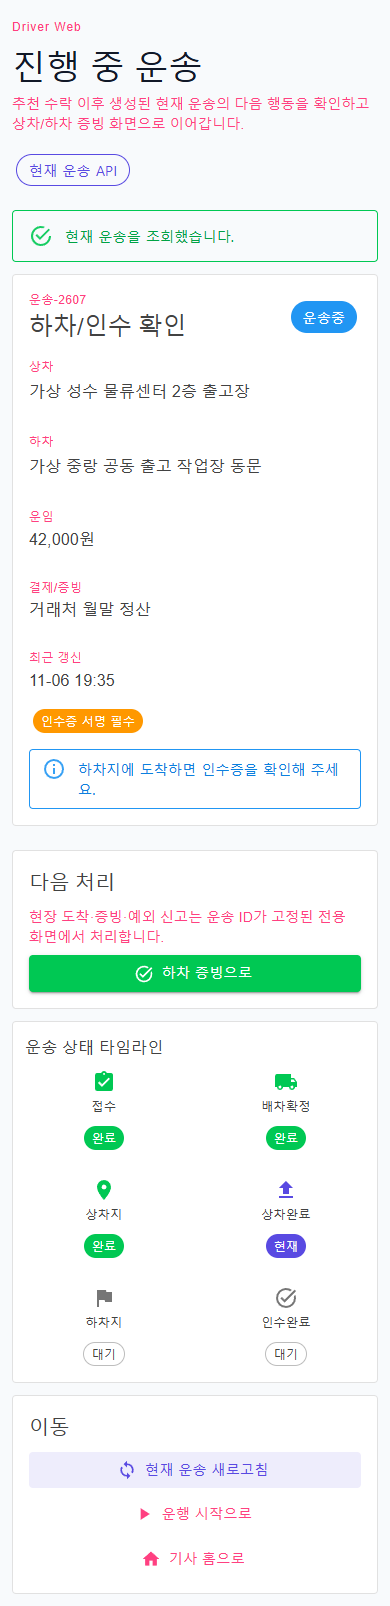 Driver Web
진행 중 운송
추천 수락 이후 생성된 현재 운송의 다음 행동을 확인하고
상차/하차 증빙 화면으로 이어갑니다.
현재 운송 API
현재 운송을 조회했습니다.
운송-2607
하차/인수 확인
운송중
상차
가상 성수 물류센터 2층 출고장
하차
가상 중랑 공동 출고 작업장 동문
운임
42,000원
결제/증빙
거래처 월말 정산
최근 갱신
11-06 19:35
인수증 서명 필수
하차지에 도착하면 인수증을 확인해 주세
요.
다음 처리
현장 도착·증빙·예외 신고는 운송 ID가 고정된 전용
화면에서 처리합니다.
하차 증빙으로
운송 상태 타임라인
접수
배차확정
완료
완료
상차지
상차완료
완료
현재
하차지
인수완료
대기
대기
이동
현재 운송 새로고침
운행 시작으로
기사 홈으로